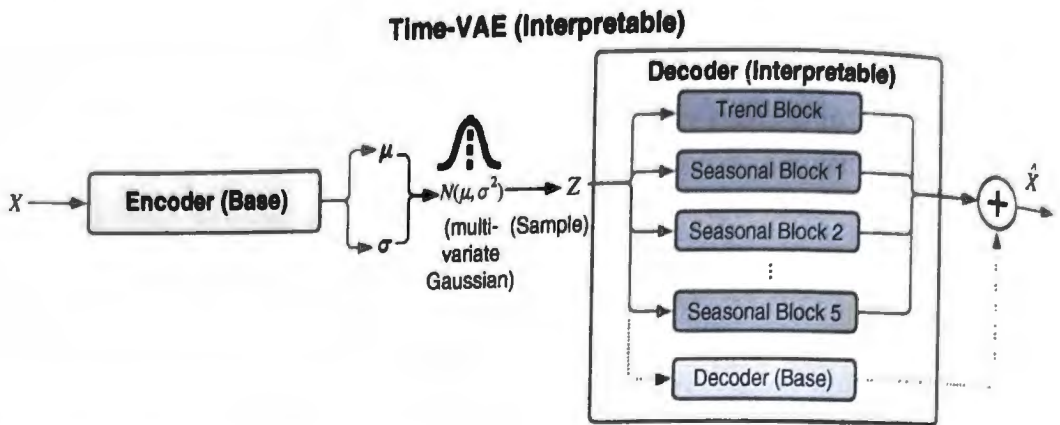 Time-VAE (Interpretable)
Decoder (Interpretable)
Trend Block
Seasonal Block 1
Seasonal Block 2
⋮
Seasonal Block 5
Decoder (Base)
X
Encoder (Base)
μ
σ
N(μ, σ²)
(multi-
variate
Gaussian)
Z
(Sample)
+
X̂